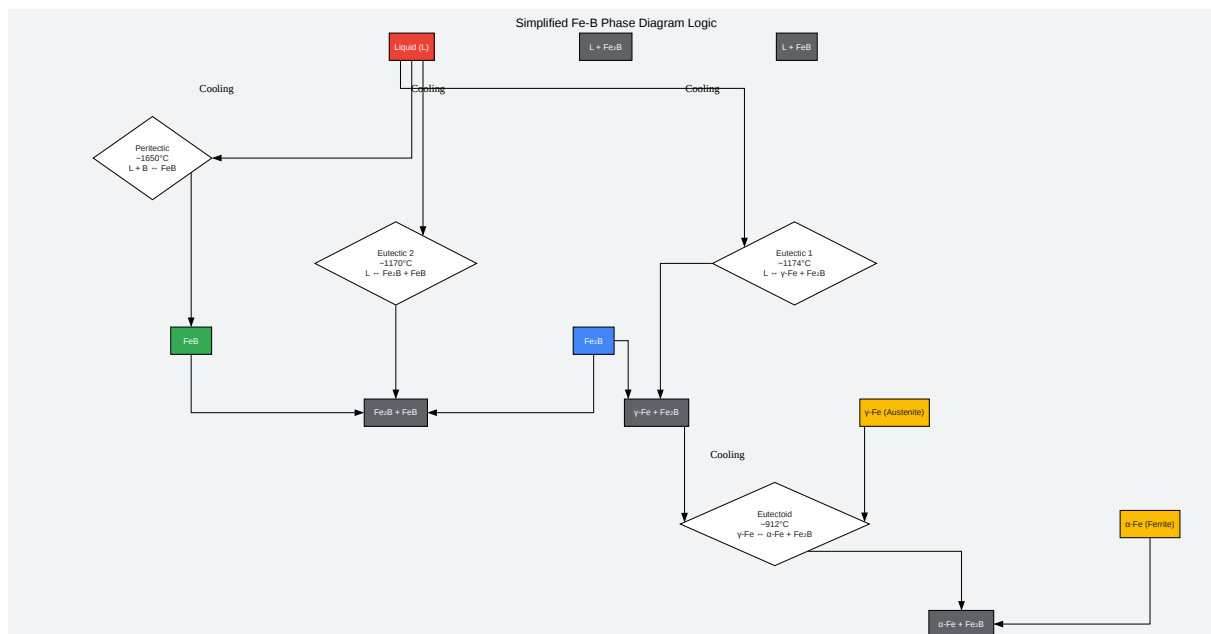 Simplified Fe-B Phase Diagram Logic
Liquid (L)
L + Fe₂B
L + FeB
Cooling
Cooling
Cooling
Peritectic
~1650°C
L + B ↔ FeB
Eutectic 2
~1170°C
L ↔ Fe₂B + FeB
Eutectic 1
~1174°C
L ↔ γ-Fe + Fe₂B
FeB
Fe₂B
Fe₂B + FeB
γ-Fe + Fe₂B
γ-Fe (Austenite)
Cooling
Eutectoid
~912°C
γ-Fe ↔ α-Fe + Fe₂B
α-Fe (Ferrite)
α-Fe + Fe₂B